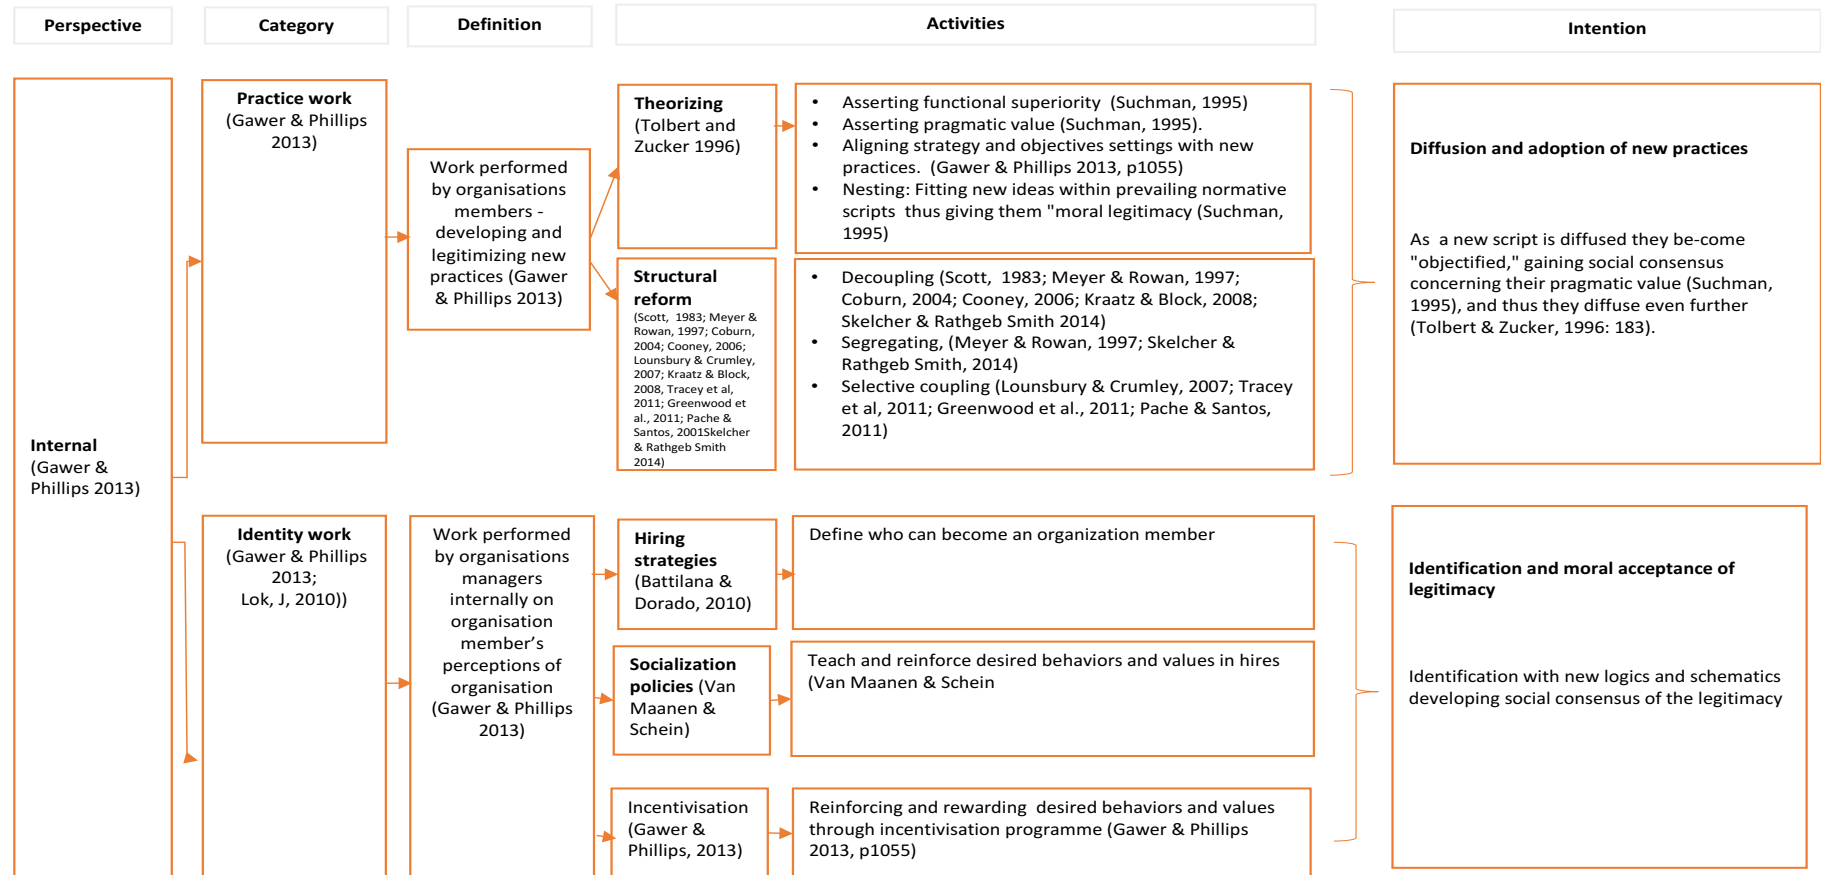 Perspective
Category
Definition
Activities
Intention
Internal
(Gawer &
Phillips 2013)
Practice work
(Gawer & Phillips
2013)
Work performed
by organisations
members -
developing and
legitimizing new
practices (Gawer
& Phillips 2013)
Theorizing
(Tolbert and
Zucker 1996)
• Asserting functional superiority (Suchman, 1995)
• Asserting pragmatic value (Suchman, 1995).
• Aligning strategy and objectives settings with new
practices. (Gawer & Phillips 2013, p1055)
• Nesting: Fitting new ideas within prevailing normative
scripts thus giving them "moral legitimacy (Suchman,
1995)
Structural
reform
(Scott, 1983; Meyer &
Rowan, 1997; Coburn,
2004; Cooney, 2006;
Lounsbury & Crumley,
2007; Kraatz & Block,
2008, Tracey et al,
2011; Greenwood et
al., 2011; Pache &
Santos, 2001Skelcher
& Rathgeb Smith
2014)
• Decoupling (Scott, 1983; Meyer & Rowan, 1997;
Coburn, 2004; Cooney, 2006; Kraatz & Block, 2008;
Skelcher & Rathgeb Smith 2014)
• Segregating, (Meyer & Rowan, 1997; Skelcher &
Rathgeb Smith, 2014)
• Selective coupling (Lounsbury & Crumley, 2007; Tracey
et al, 2011; Greenwood et al., 2011; Pache & Santos,
2011)
Diffusion and adoption of new practices
As a new script is diffused they be-come
"objectified," gaining social consensus
concerning their pragmatic value (Suchman,
1995), and thus they diffuse even further
(Tolbert & Zucker, 1996: 183).
Identity work
(Gawer & Phillips
2013;
Lok, J, 2010))
Work performed
by organisations
managers
internally on
organisation
member’s
perceptions of
organisation
(Gawer & Phillips
2013)
Hiring
strategies
(Battilana &
Dorado, 2010)
Define who can become an organization member
Socialization
policies (Van
Maanen &
Schein)
Teach and reinforce desired behaviors and values in hires
(Van Maanen & Schein
Incentivisation
(Gawer &
Phillips, 2013)
Reinforcing and rewarding desired behaviors and values
through incentivisation programme (Gawer & Phillips
2013, p1055)
Identification and moral acceptance of
legitimacy
Identification with new logics and schematics
developing social consensus of the legitimacy